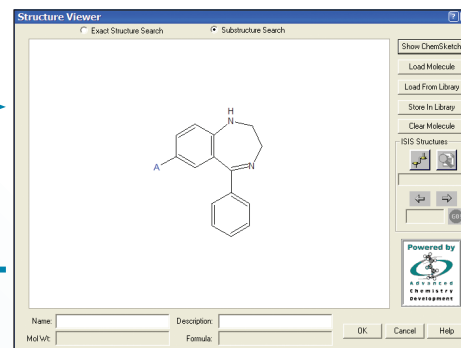 Structure Viewer
?
Exact Structure Search
Substructure Search
Show ChemSketch
Load Molecule
Load From Library
Store In Library
Clear Molecule
ISIS Structures
H
N
A
N
GO!
Powered by
Advanced
Chemistry
Development
Name:
Description:
Mol Wt:
Formula:
OK
Cancel
Help